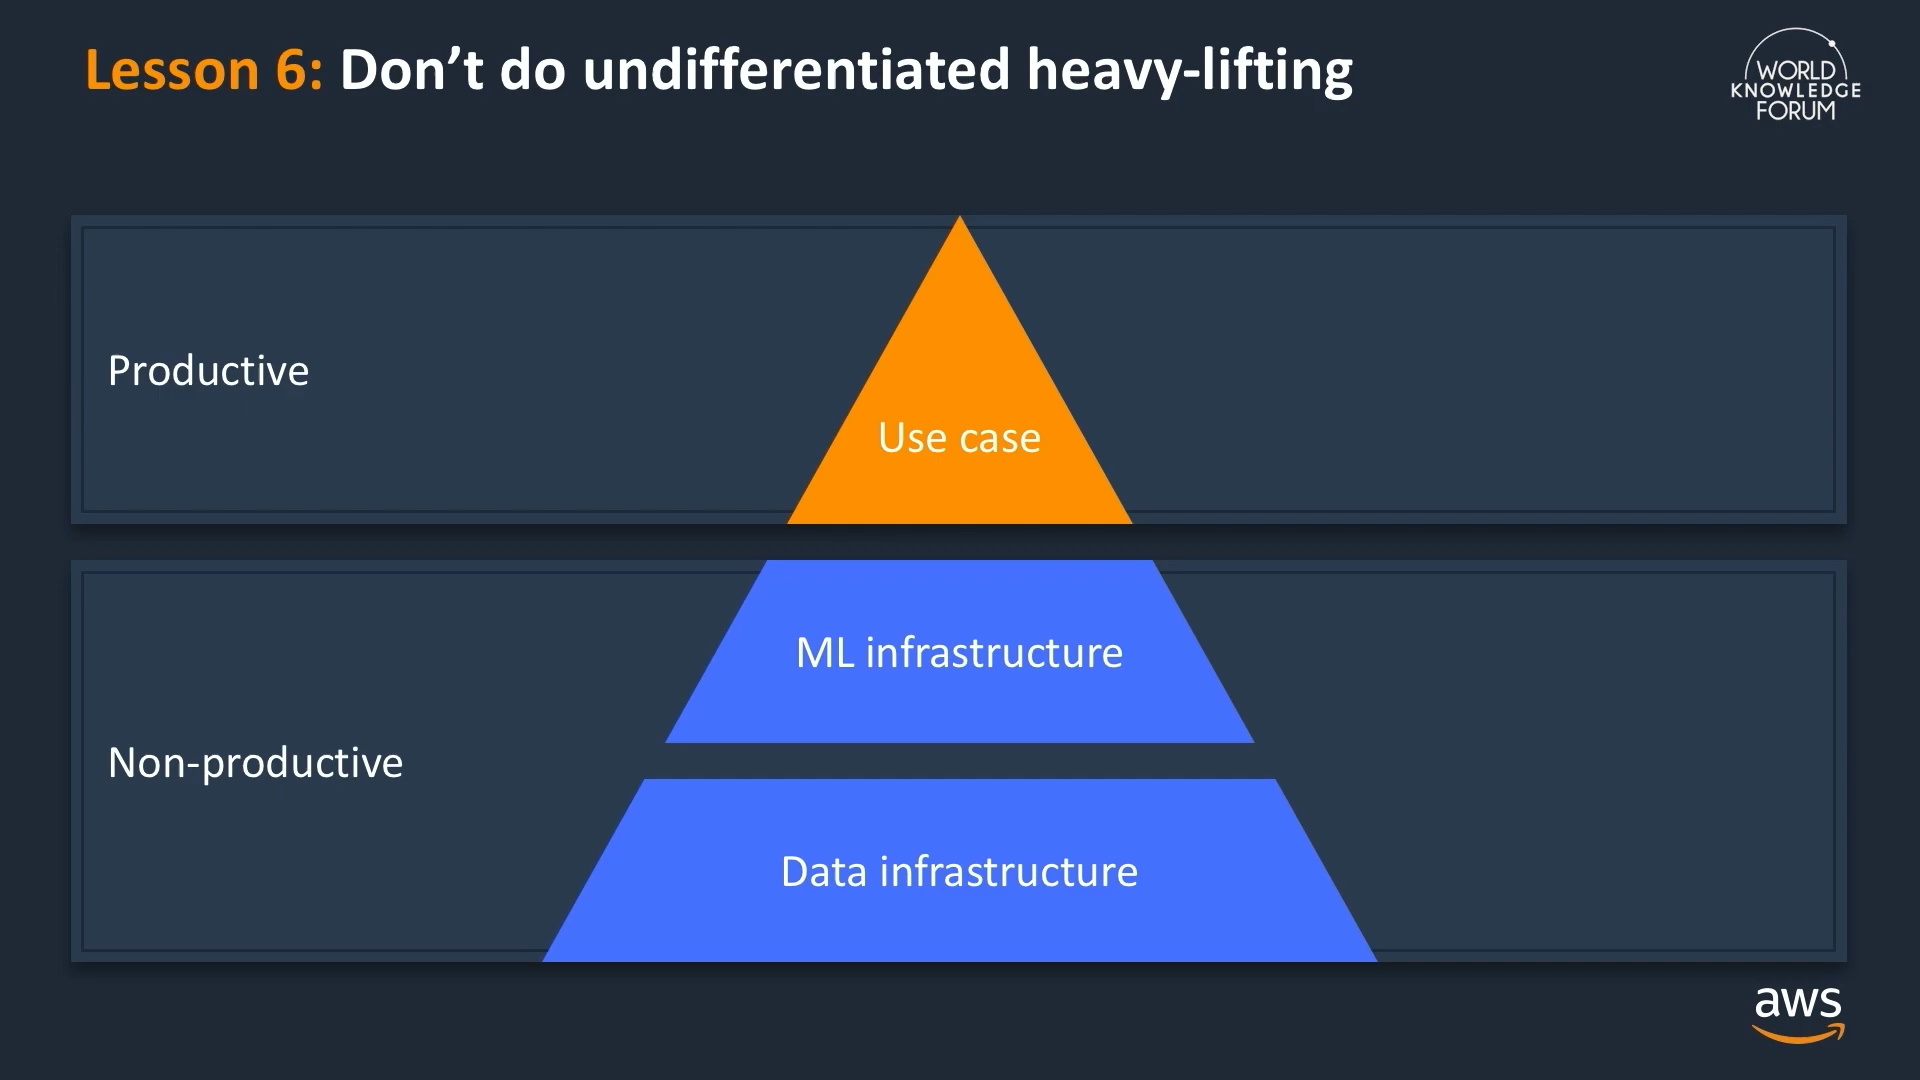 Lesson 6: Don’t do undifferentiated heavy-lifting
WORLD
KNOWLEDGE
FORUM
Productive
Use case
ML infrastructure
Non-productive
Data infrastructure
aws